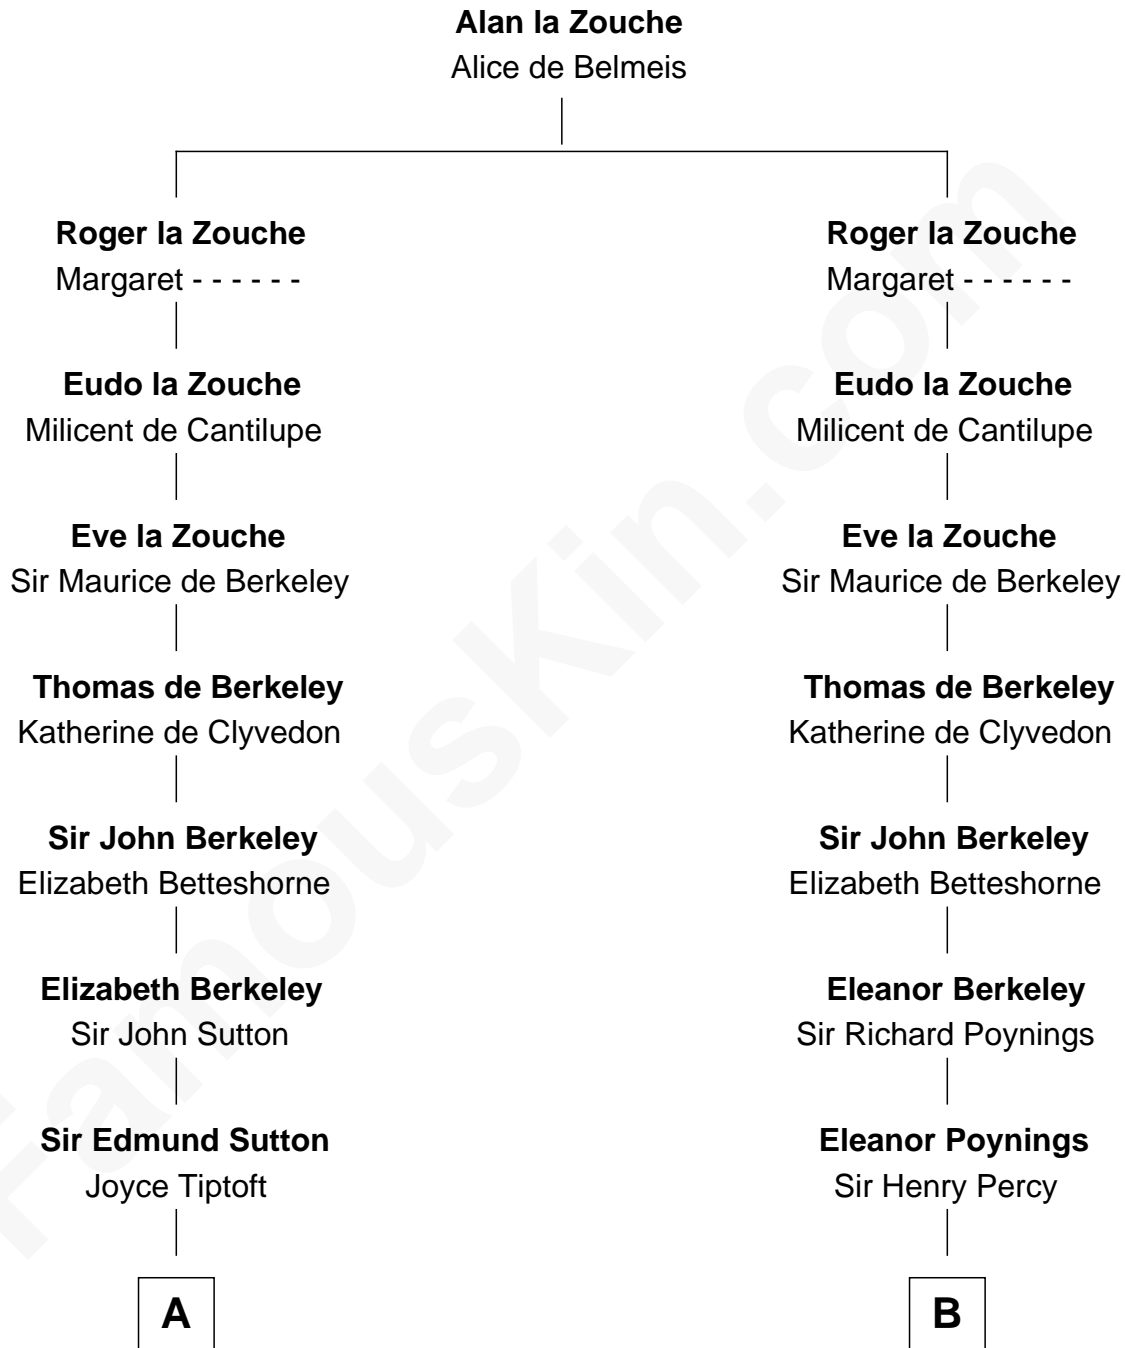 Alan la Zouche
Alice de Belmeis
Roger la Zouche
Margaret - - - - - -
Roger la Zouche
Margaret - - - - - -
Eudo la Zouche
Milicent de Cantilupe
Eudo la Zouche
Milicent de Cantilupe
Eve la Zouche
Sir Maurice de Berkeley
Eve la Zouche
Sir Maurice de Berkeley
Thomas de Berkeley
Katherine de Clyvedon
Thomas de Berkeley
Katherine de Clyvedon
Sir John Berkeley
Elizabeth Betteshorne
Sir John Berkeley
Elizabeth Betteshorne
Elizabeth Berkeley
Sir John Sutton
Eleanor Berkeley
Sir Richard Poynings
Sir Edmund Sutton
Joyce Tiptoft
Eleanor Poynings
Sir Henry Percy
A
B
FamousKin.com